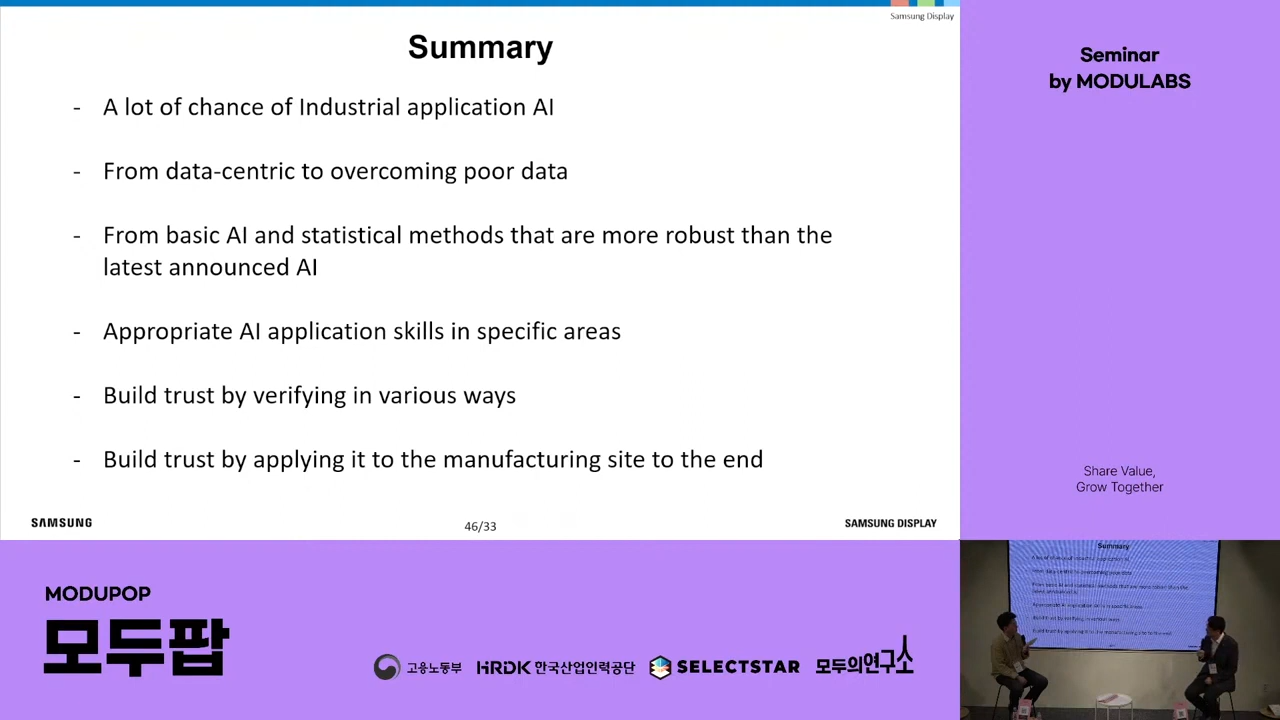 Samsung Display
Summary
- A lot of chance of Industrial application AI
- From data-centric to overcoming poor data
- From basic AI and statistical methods that are more robust than the
latest announced AI
- Appropriate AI application skills in specific areas
- Build trust by verifying in various ways
- Build trust by applying it to the manufacturing site to the end
SAMSUNG
46/33
SAMSUNG DISPLAY
Seminar
by MODULABS
Share Value,
Grow Together
MODUPOP
모두팝
고용노동부
HRDK 한국산업인력공단
SELECTSTAR
모두의연구소
Summary